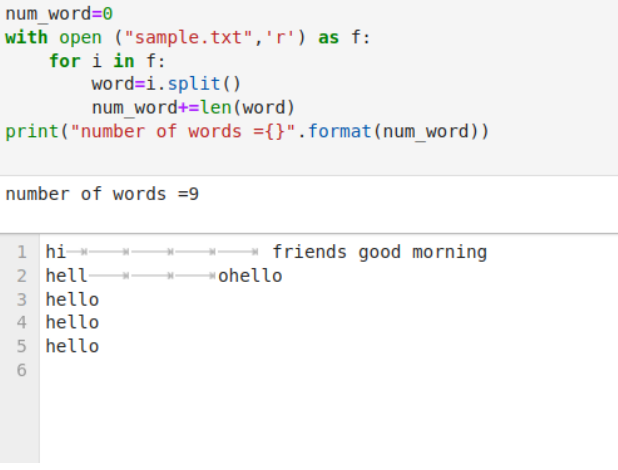 num_word=0
with open ("sample.txt",'r') as f:
    for i in f:
        word=i.split()
        num_word+=len(word)
print("number of words ={}".format(num_word))
number of words =9
1 hi					 friends good morning
2 hell				ohello
3 hello
4 hello
5 hello
6